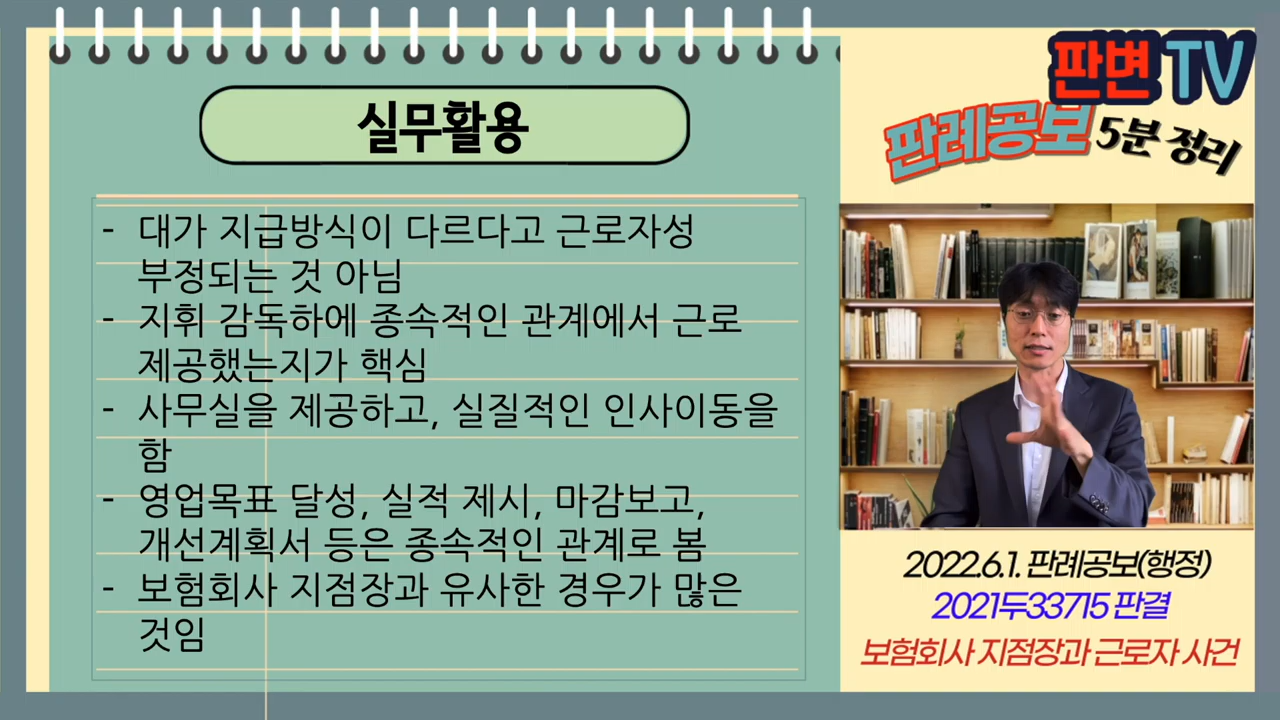 실무활용
- 대가 지급방식이 다르다고 근로자성
부정되는 것 아님
- 지휘 감독하에 종속적인 관계에서 근로
제공했는지가 핵심
- 사무실을 제공하고, 실질적인 인사이동을
함
- 영업목표 달성, 실적 제시, 마감보고,
개선계획서 등은 종속적인 관계로 봄
- 보험회사 지점장과 유사한 경우가 많은
것임
판변 TV
판례공보 5분 정리
2022.6.1. 판례공보(행정)
2021두33715 판결
보험회사 지점장과 근로자 사건